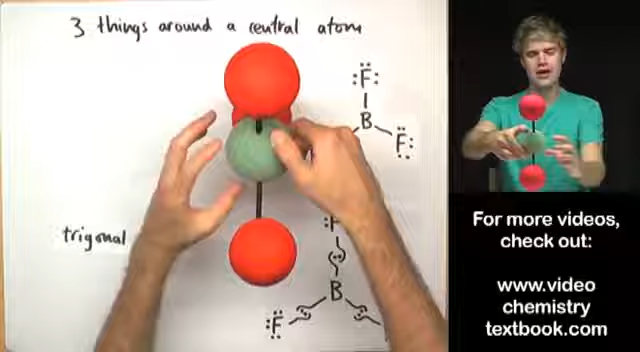 3 things around a central atom
:F̈:
B
F̈:
trigonal
:F
B
:F̈
For more videos,
check out:
www.video
chemistry
textbook.com